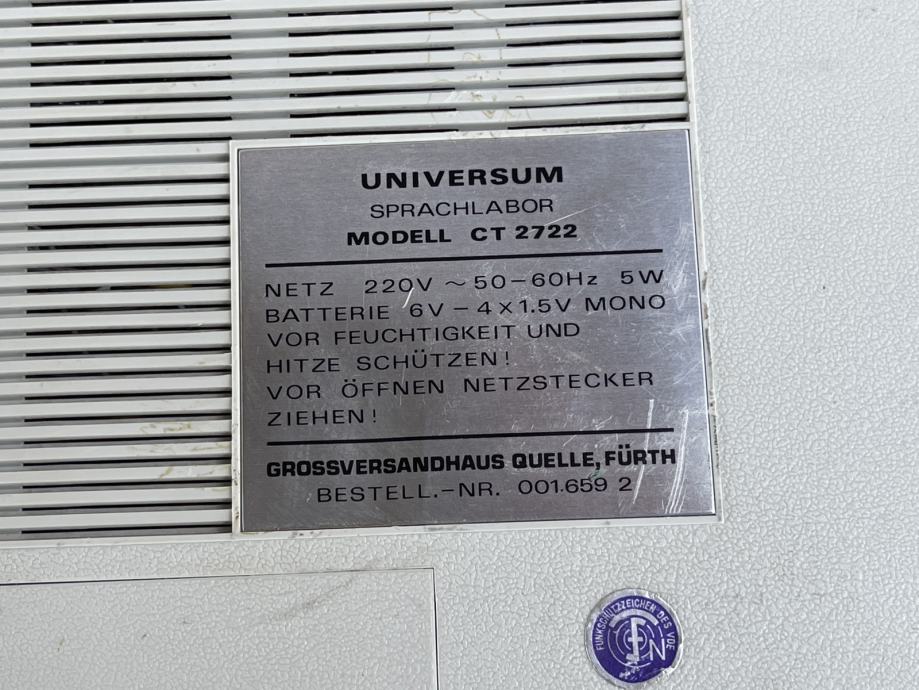 UNIVERSUM
SPRACHLABOR
MODELL CT 2722
NETZ 220V ~ 50-60Hz 5W
BATTERIE 6V - 4 x 1.5V MONO
VOR FEUCHTIGKEIT UND
HITZE SCHÜTZEN!
VOR ÖFFNEN NETZSTECKER
ZIEHEN!
GROSSVERSANDHAUS QUELLE, FÜRTH
BESTELL.-NR. 001.659 2
FUNKSCHUTZZEICHEN DES VDE
F N